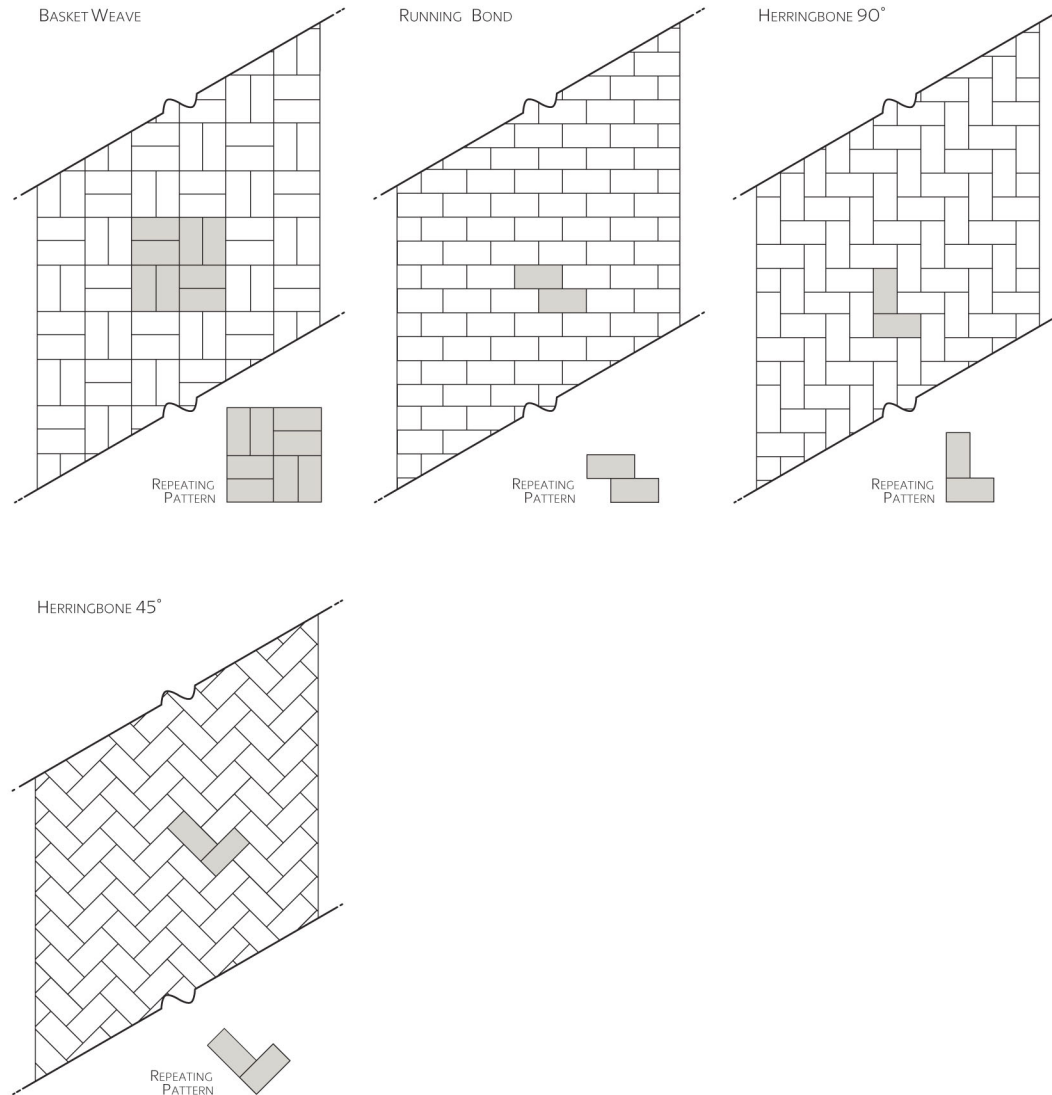 Basket Weave
Running Bond
Herringbone 90°
Repeating
Pattern
Repeating
Pattern
Repeating
Pattern
Herringbone 45°
Repeating
Pattern